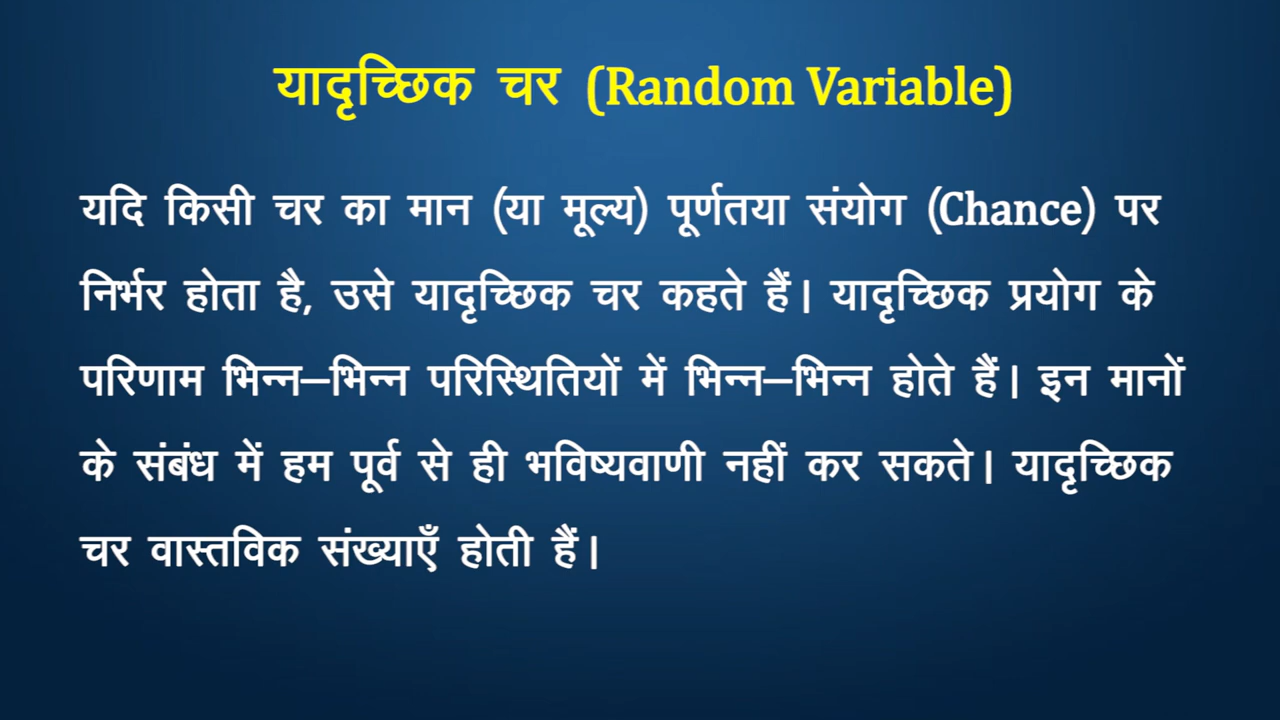 यादृच्छिक चर (Random Variable)
यदि किसी चर का मान (या मूल्य) पूर्णतया संयोग (Chance) पर
निर्भर होता है, उसे यादृच्छिक चर कहते हैं। यादृच्छिक प्रयोग के
परिणाम भिन्न–भिन्न परिस्थितियों में भिन्न–भिन्न होते हैं। इन मानों
के संबंध में हम पूर्व से ही भविष्यवाणी नहीं कर सकते। यादृच्छिक
चर वास्तविक संख्याएँ होती हैं।